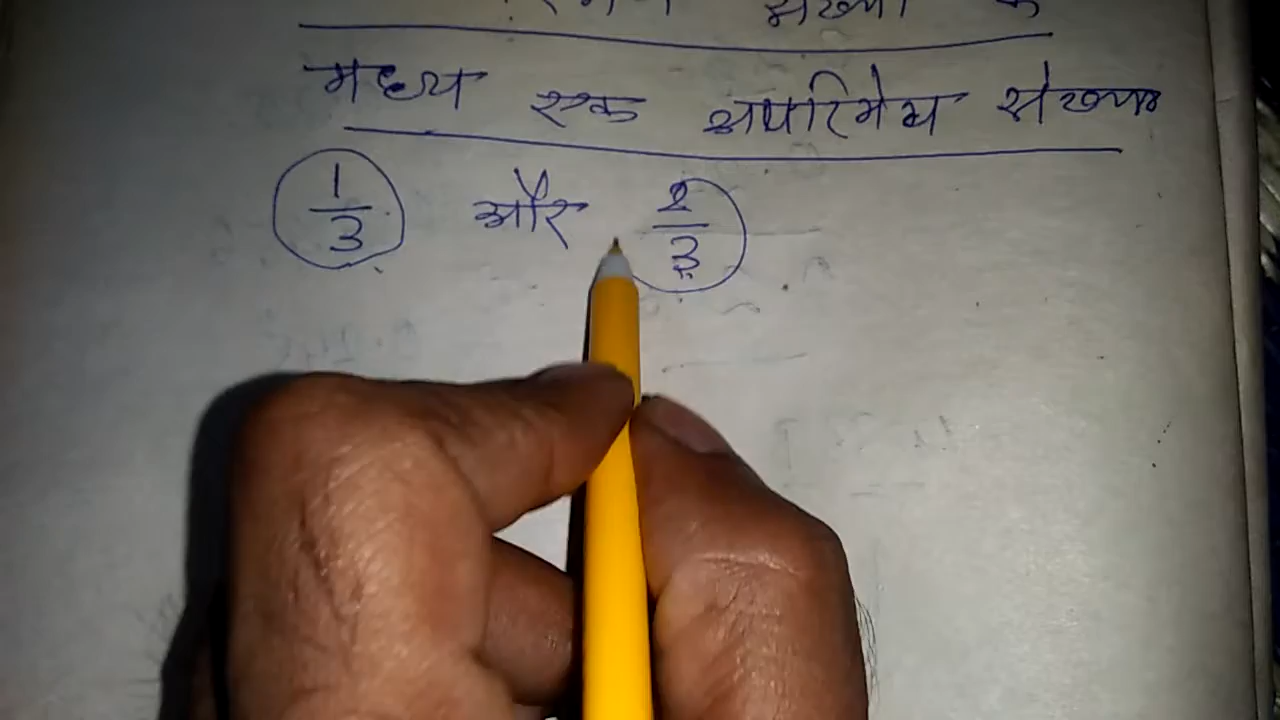 संख्या के
मध्य एक अपरिमेय संख्या
1/3 और 2/3